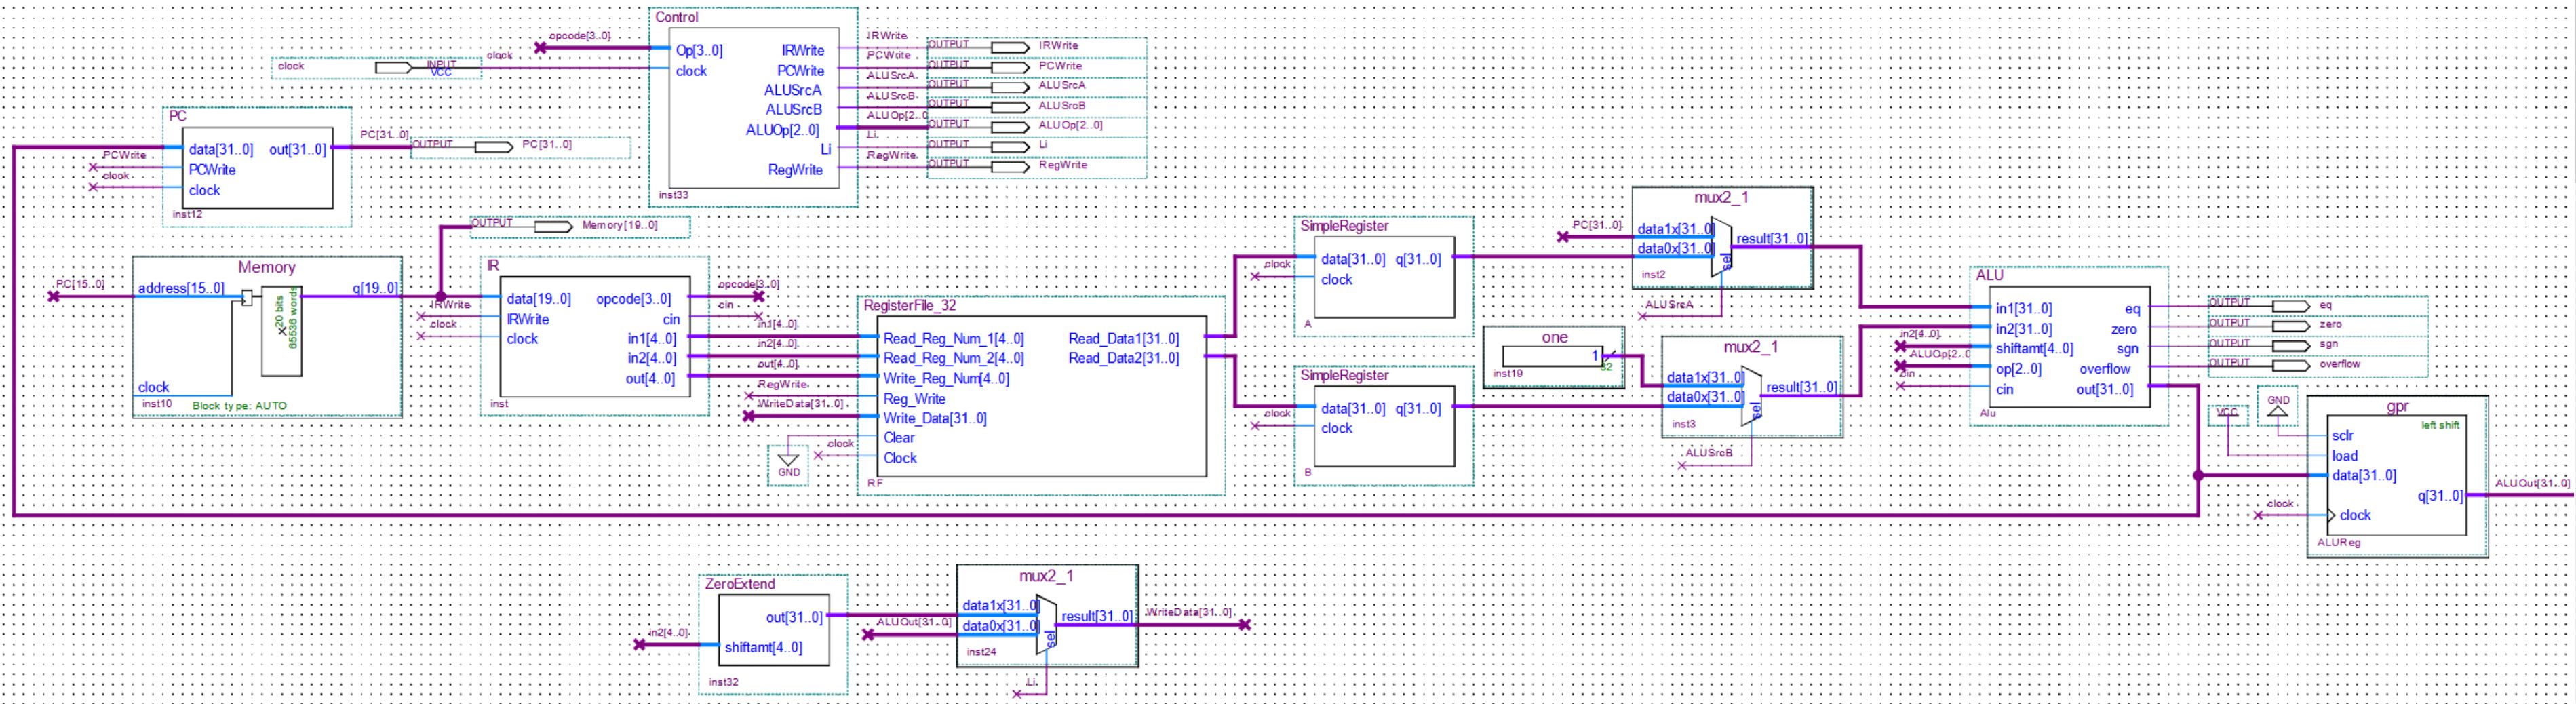 Control
opcode[3..0]
Op[3..0]
clock
IRWrite
PCWrite
ALUSrcA
ALUSrcB
ALUOp[2..0]
Li
RegWrite
inst33
clock
INPUT
VCC
clock
IRWrite
OUTPUT
IRWrite
PCWrite
OUTPUT
PCWrite
ALUSrcA
OUTPUT
ALUSrcA
ALUSrcB
OUTPUT
ALUSrcB
ALUOp[2..0
OUTPUT
ALUOp[2..0]
Li
OUTPUT
Li
RegWrite
OUTPUT
RegWrite
PC
data[31..0]
out[31..0]
PCWrite
PCWrite
clock
clock
inst12
PC[31..0]
OUTPUT
PC[31..0]
OUTPUT
Memory[19..0]
Memory
PC[15..0]
address[15..0]
q[19..0]
20 bits
65536 words
clock
inst10
Block type: AUTO
IR
data[19..0]
IRWrite
IRWrite
clock
clock
opcode[3..0]
cin
in1[4..0]
in2[4..0]
out[4..0]
inst
opcode[3..0]
cin
in1[4..0]
in2[4..0]
out[4..0]
RegWrite
WriteData[31..0]
clock
GND
RegisterFile_32
Read_Reg_Num_1[4..0]
Read_Reg_Num_2[4..0]
Write_Reg_Num[4..0]
Reg_Write
Write_Data[31..0]
Clear
Clock
Read_Data1[31..0]
Read_Data2[31..0]
RF
SimpleRegister
clock
data[31..0]
q[31..0]
clock
A
SimpleRegister
clock
data[31..0]
q[31..0]
clock
B
mux2_1
PC[31..0]
data1x[31..0]
data0x[31..0]
result[31..0]
sel
inst2
ALUSrcA
one
1
32
inst19
mux2_1
data1x[31..0]
data0x[31..0]
result[31..0]
sel
inst3
ALUSrcB
ALU
in2[4..0]
ALUOp[2..0
cin
in1[31..0]
in2[31..0]
shiftamt[4..0]
op[2..0]
cin
eq
zero
sgn
overflow
out[31..0]
Alu
OUTPUT
eq
OUTPUT
zero
OUTPUT
sgn
OUTPUT
overflow
VCC
GND
gpr
left shift
sclr
load
data[31..0]
q[31..0]
clock
clock
ALUReg
ALUOut[31..0]
ZeroExtend
out[31..0]
in2[4..0]
shiftamt[4..0]
inst32
mux2_1
ALUOut[31..0]
data1x[31..0]
data0x[31..0]
result[31..0]
sel
inst24
Li
WriteData[31..0]